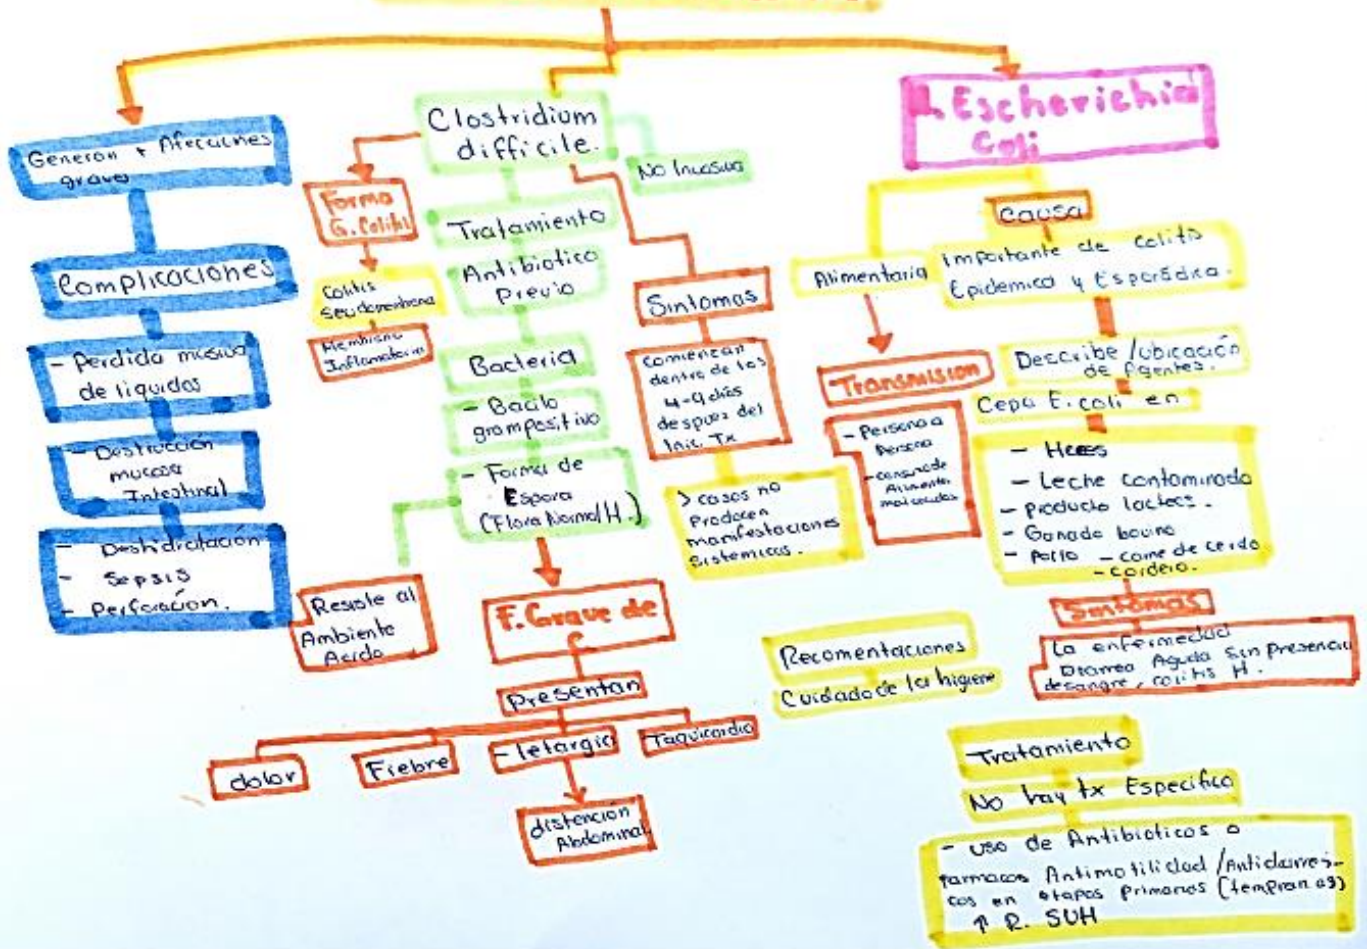 Generan + Afecciones
graves
Complicaciones
- Perdida masiva
de liquidos
- Destrucción
mucosa
Intestinal
- Deshidratación
- Sepsis
- Perforación.
Clostridium
difficile.
No Invasiva
Forma
G. Colitis
Colitis
Membrana
Inflamatoria
Tratamiento
Antibiotico
Previo
Bacteria
- Bacilo
grampositivo
- Forma de
Espora
(Flora Normal H.)
Resiste al
Ambiente
Acido
F. Grave de
C
Presentan
dolor
Fiebre
- letargia
Taquicardia
distención
Abdominal
Sintomas
Comienzan
dentro de los
4-9 dias
despues del
Inic. Tx
> casos no
Producen
manifestaciones
sistemicas.
Escherichia
Coli
Causa
Importante de Colitis
Epidemica y Esporádica.
Alimentaria
Transmision
- Persona a
Persona
- consumo de
Alimentos
mal cocidos
Describe / ubicación
de Agentes.
Cepa E. coli en
- Heces
- Leche contaminada
- producto lacteos.
- Ganado bovino
- Pollo - carne de cerdo
- cordero.
Sintomas
La enfermedad
Diarrea Aguda Sin presencia
de sangre, colitis H.
Recomentaciones
Cuidado de la higiene
Tratamiento
No hay tx Especifico
- uso de Antibioticos o
farmacos Antimotilidad / Antidiarrei-
cos en etapas primarias (tempranas)
↑ R. SUH